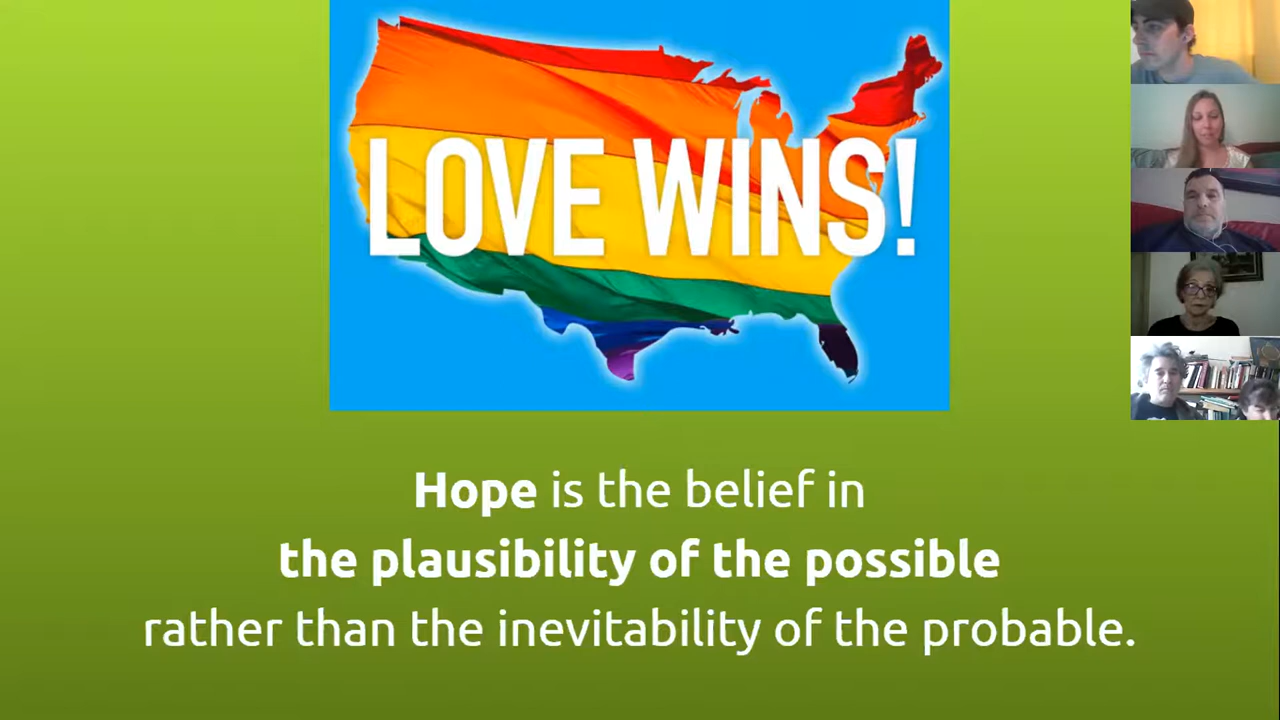 LOVE WINS!
Hope is the belief in
the plausibility of the possible
rather than the inevitability of the probable.